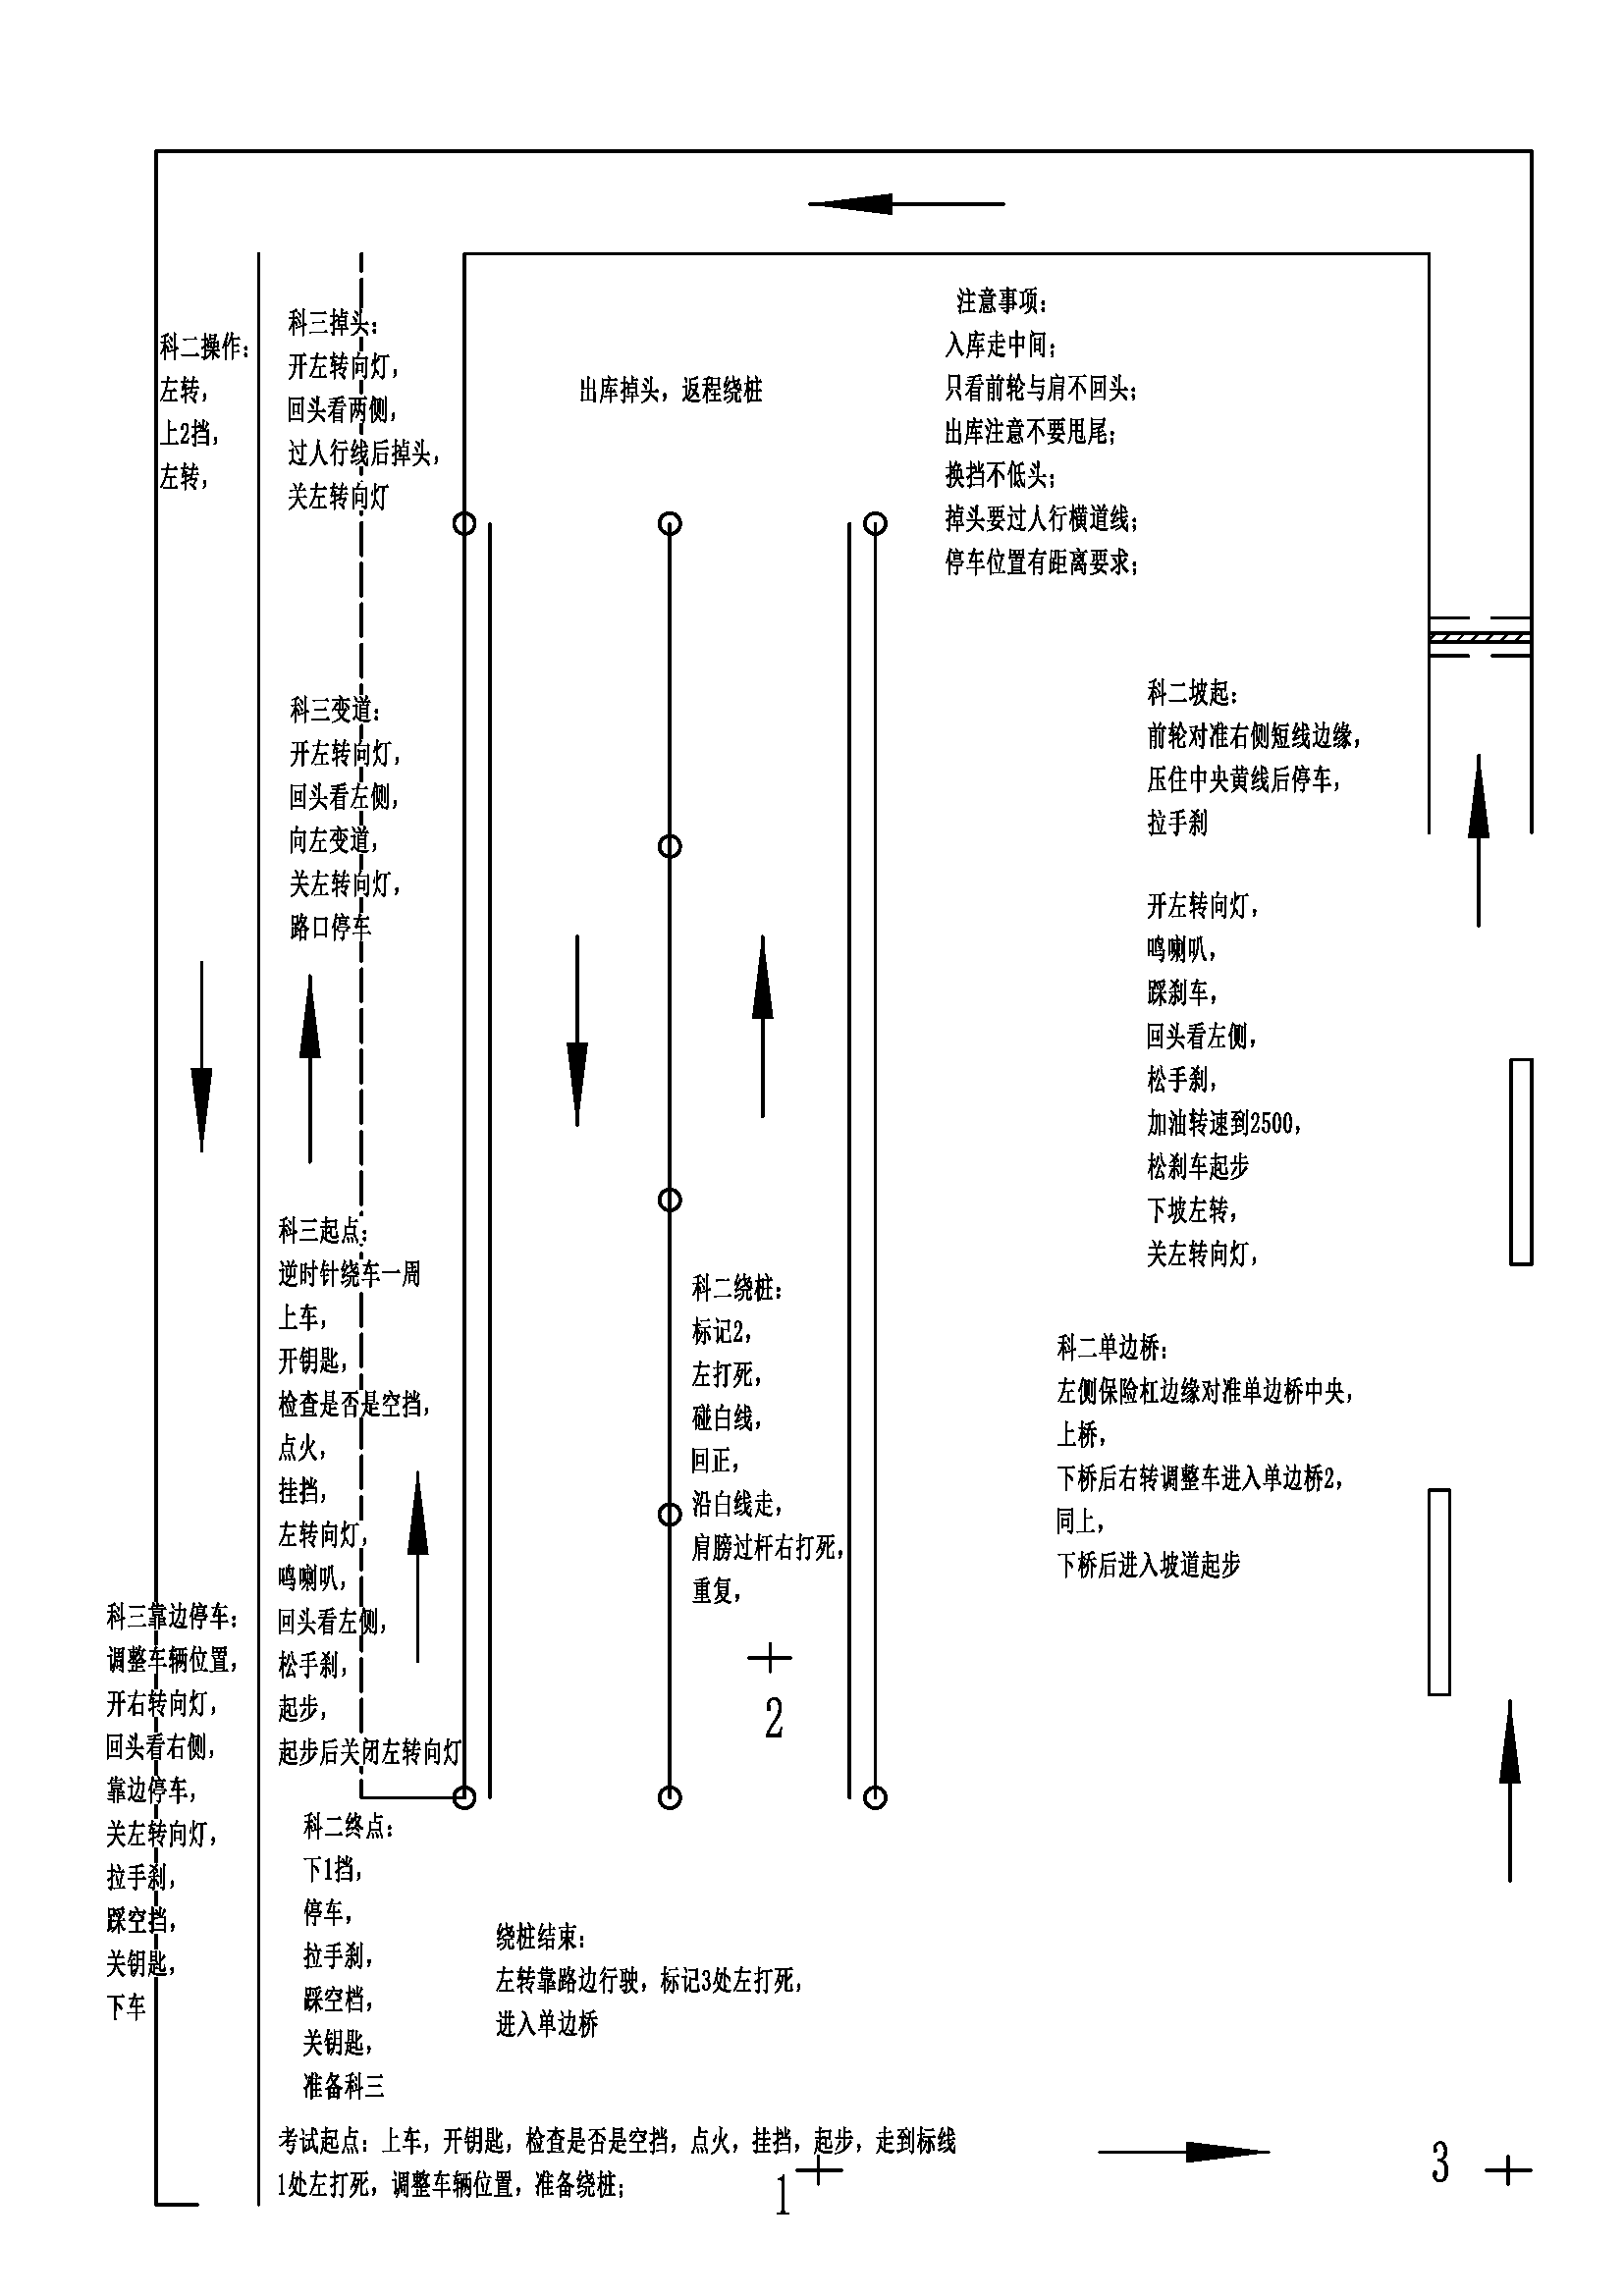 科二操作：
左转，
上2挡，
左转，
科三掉头：
开左转向灯，
回头看两侧，
过人行线后掉头，
关左转向灯
出库掉头，返程绕桩
注意事项：
入库走中间；
只看前轮与肩不回头；
出库注意不要甩尾；
换挡不低头；
掉头要过人行横道线；
停车位置有距离要求；
科三变道：
开左转向灯，
回头看左侧，
向左变道，
关左转向灯，
路口停车
科二坡起：
前轮对准右侧短线边缘，
压住中央黄线后停车，
拉手刹
开左转向灯，
鸣喇叭，
踩刹车，
回头看左侧，
松手刹，
加油转速到2500，
松刹车起步
下坡左转，
关左转向灯，
科三起点：
逆时针绕车一周
上车，
开钥匙，
检查是否是空挡，
点火，
挂挡，
左转向灯，
鸣喇叭，
回头看左侧，
松手刹，
起步，
起步后关闭左转向灯
科二绕桩：
标记2，
左打死，
碰白线，
回正，
沿白线走，
肩膀过杆右打死，
重复，
2
科二单边桥：
左侧保险杠边缘对准单边桥中央，
上桥，
下桥后右转调整车进入单边桥2，
同上，
下桥后进入坡道起步
科三靠边停车：
调整车辆位置，
开右转向灯，
回头看右侧，
靠边停车，
关左转向灯，
拉手刹，
踩空挡，
关钥匙，
下车
科二终点：
下1挡，
停车，
拉手刹，
踩空档，
关钥匙，
准备科三
绕桩结束：
左转靠路边行驶，标记3处左打死，
进入单边桥
考试起点：上车，开钥匙，检查是否是空挡，点火，挂挡，起步，走到标线
1处左打死，调整车辆位置，准备绕桩；
1
3